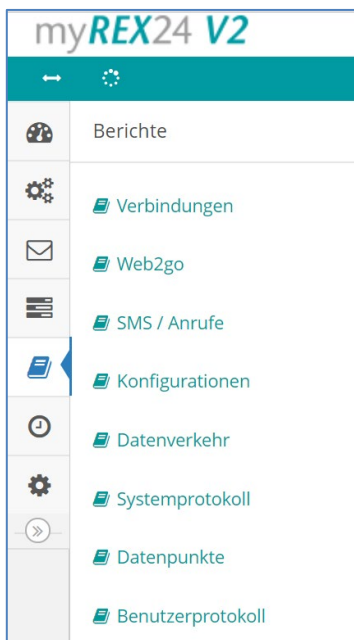 myREX24 V2
Berichte
Verbindungen
Web2go
SMS / Anrufe
Konfigurationen
Datenverkehr
Systemprotokoll
Datenpunkte
Benutzerprotokoll